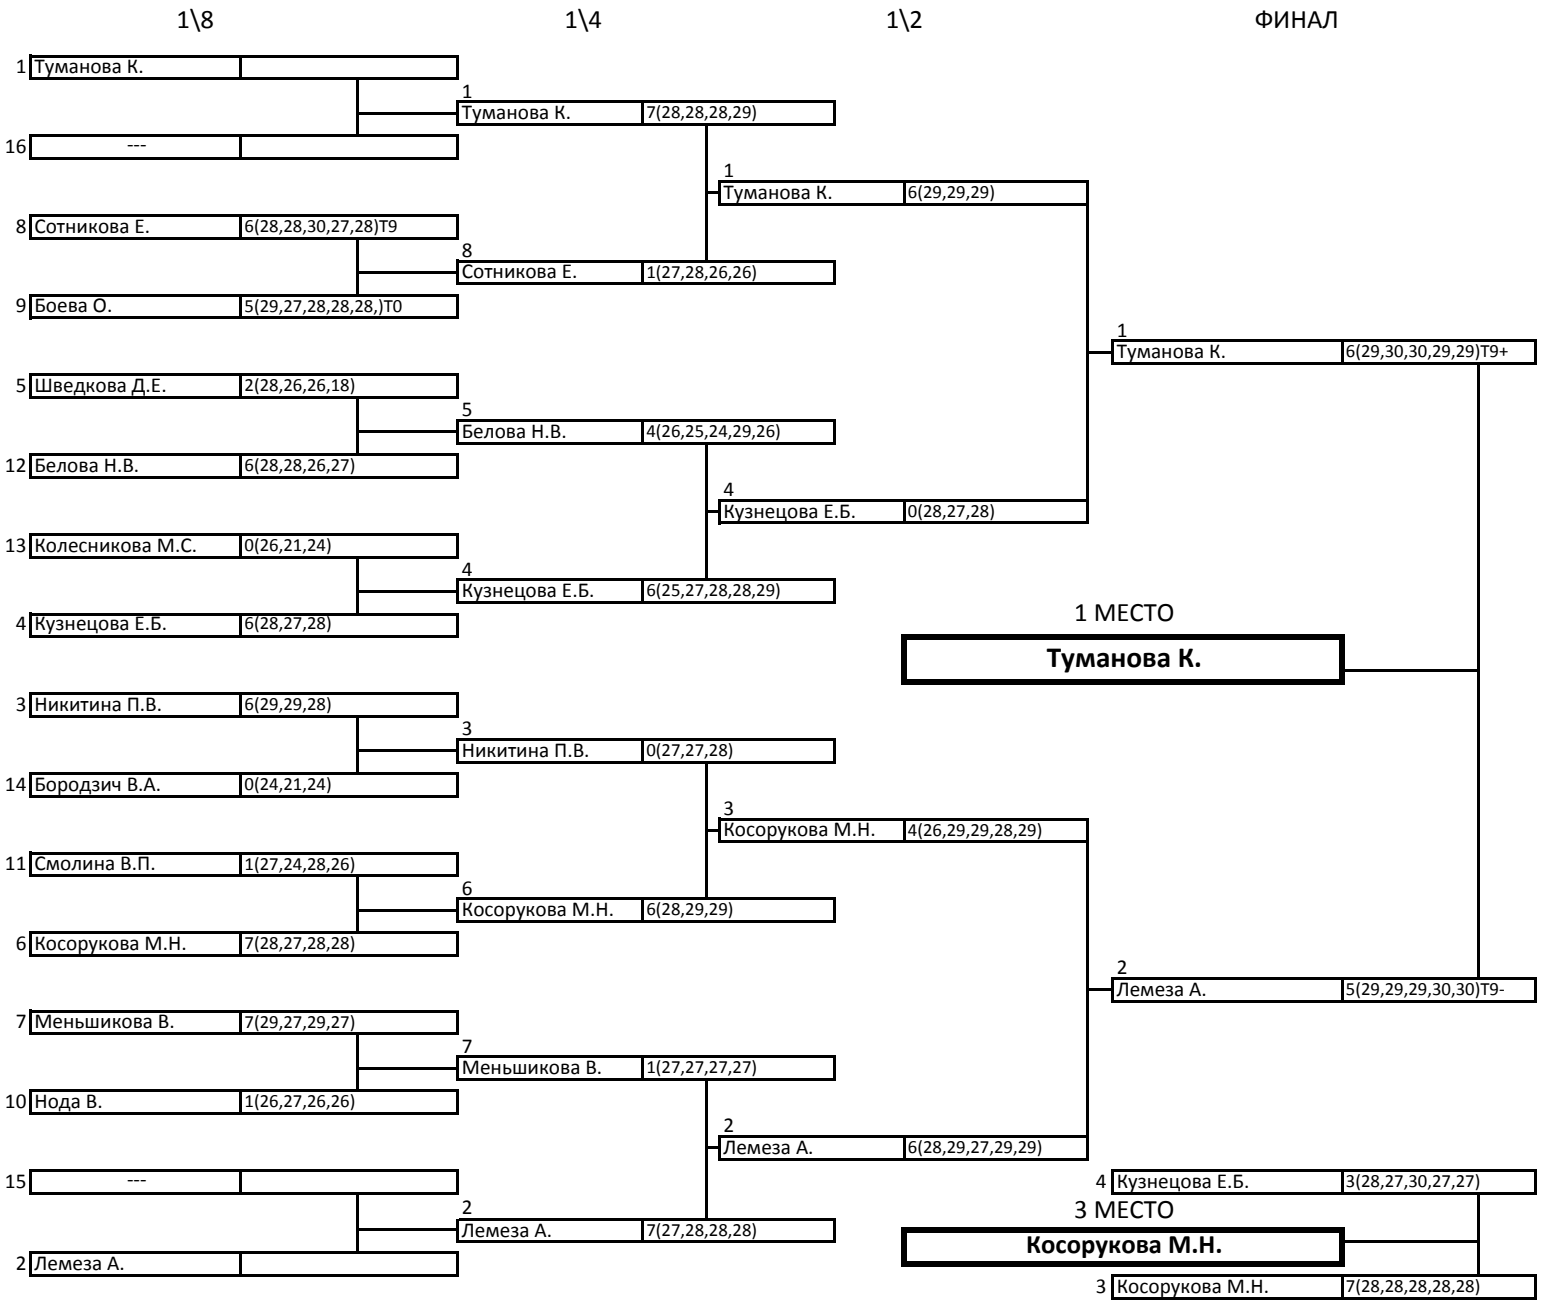 1\8 1\4 1\2 ФИНАЛ
1 Туманова К.
1
Туманова К. 7(28,28,28,29)
16 ---
1
Туманова К. 6(29,29,29)
8 Сотникова Е. 6(28,28,30,27,28)Т9
8
Сотникова Е. 1(27,28,26,26)
9 Боева О. 5(29,27,28,28,28,)Т0
1
Туманова К. 6(29,30,30,29,29)Т9+
5 Шведкова Д.Е. 2(28,26,26,18)
5
Белова Н.В. 4(26,25,24,29,26)
12 Белова Н.В. 6(28,28,26,27)
4
Кузнецова Е.Б. 0(28,27,28)
13 Колесникова М.С. 0(26,21,24)
4
Кузнецова Е.Б. 6(25,27,28,28,29)
4 Кузнецова Е.Б. 6(28,27,28)
1 МЕСТО
Туманова К.
3 Никитина П.В. 6(29,29,28)
3
Никитина П.В. 0(27,27,28)
14 Бородзич В.А. 0(24,21,24)
3
Косорукова М.Н. 4(26,29,29,28,29)
11 Смолина В.П. 1(27,24,28,26)
6
Косорукова М.Н. 6(28,29,29)
6 Косорукова М.Н. 7(28,27,28,28)
2
Лемеза А. 5(29,29,29,30,30)Т9-
7 Меньшикова В. 7(29,27,29,27)
7
Меньшикова В. 1(27,27,27,27)
10 Нода В. 1(26,27,26,26)
2
Лемеза А. 6(28,29,27,29,29)
15 ---
4 Кузнецова Е.Б. 3(28,27,30,27,27)
2
Лемеза А. 7(27,28,28,28)
3 МЕСТО
Косорукова М.Н.
2 Лемеза А.
3 Косорукова М.Н. 7(28,28,28,28,28)